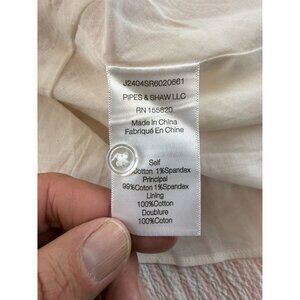 J2404SR6020661
PIPES & SHAW LLC
RN 155820
Made in China
Fabriqué En Chine
Self
Cotton 1%Spandex
Principal
99%Coton 1%Spandex
Lining
100%Cotton
Doublure
100%Coton